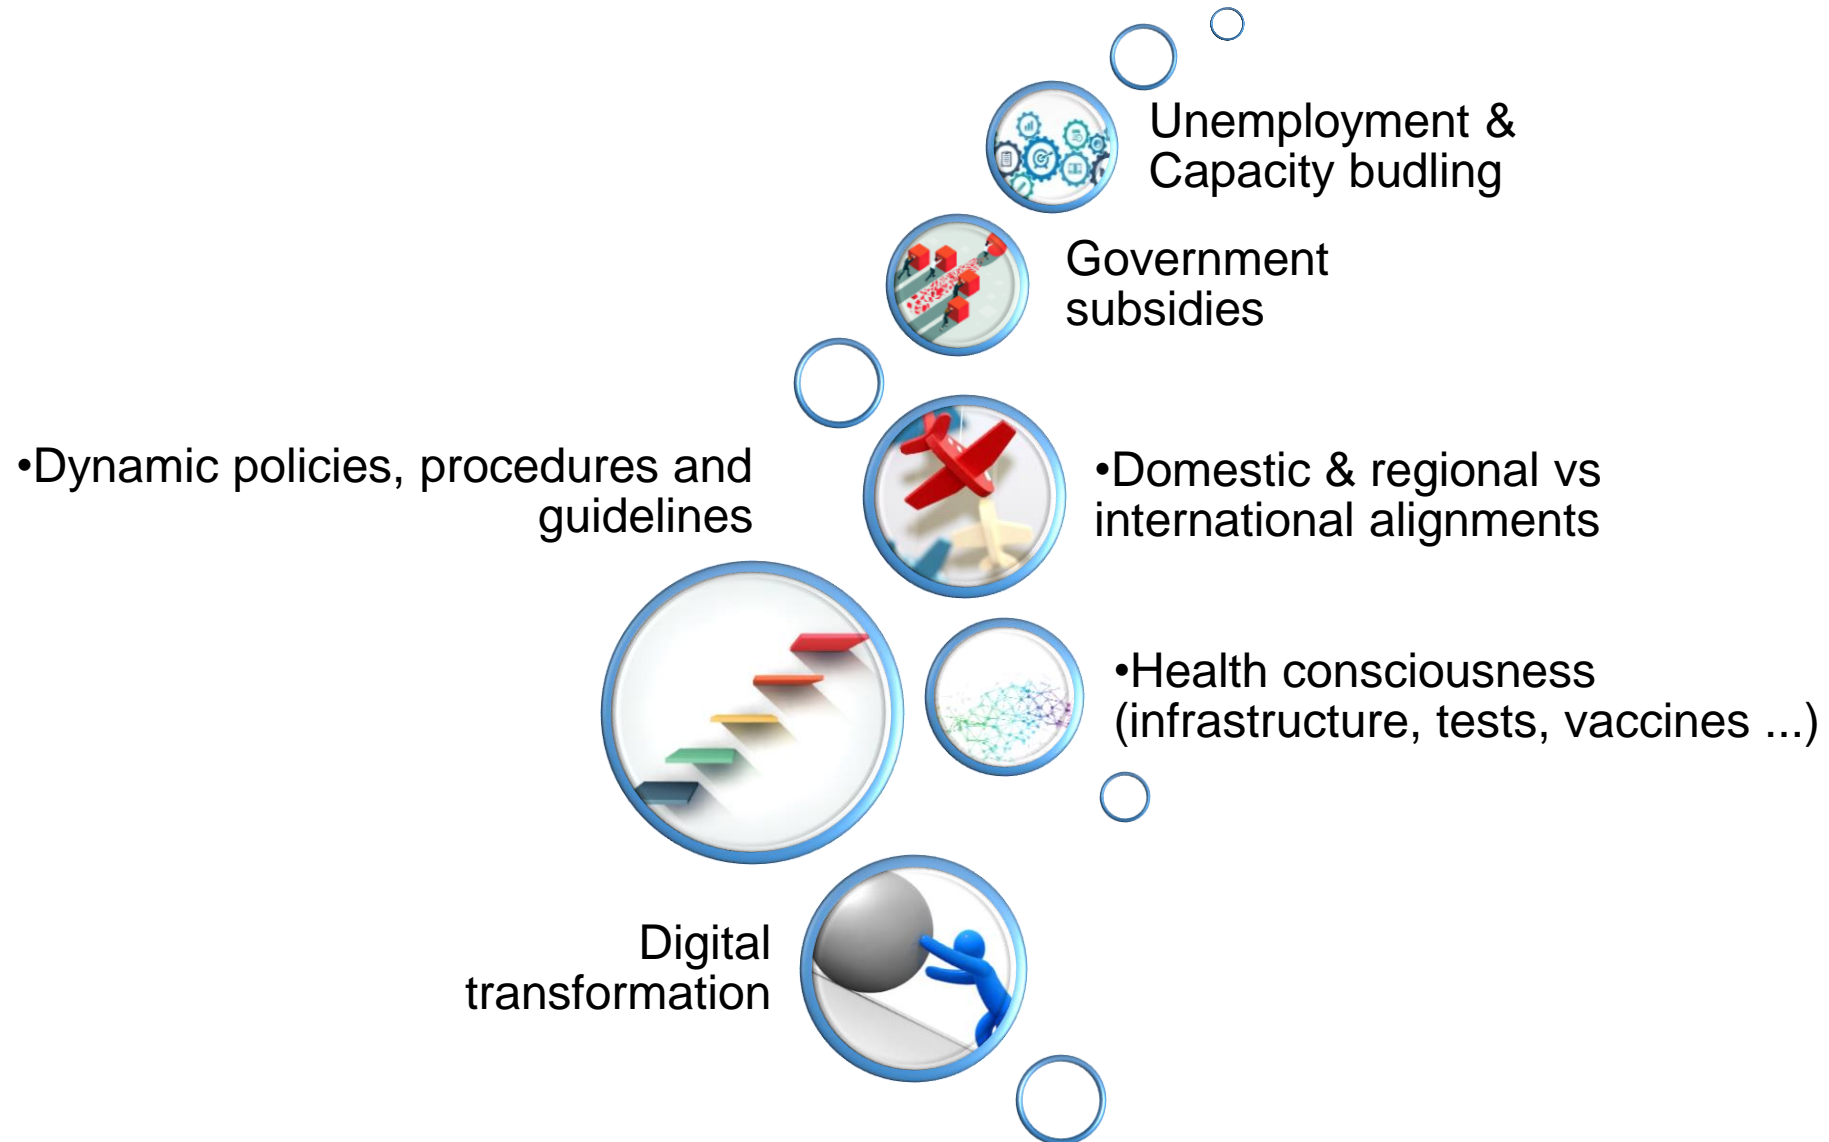 Unemployment &
Capacity budling
Government
subsidies
•Dynamic policies, procedures and
guidelines
•Domestic & regional vs
international alignments
•Health consciousness
(infrastructure, tests, vaccines ...)
Digital
transformation